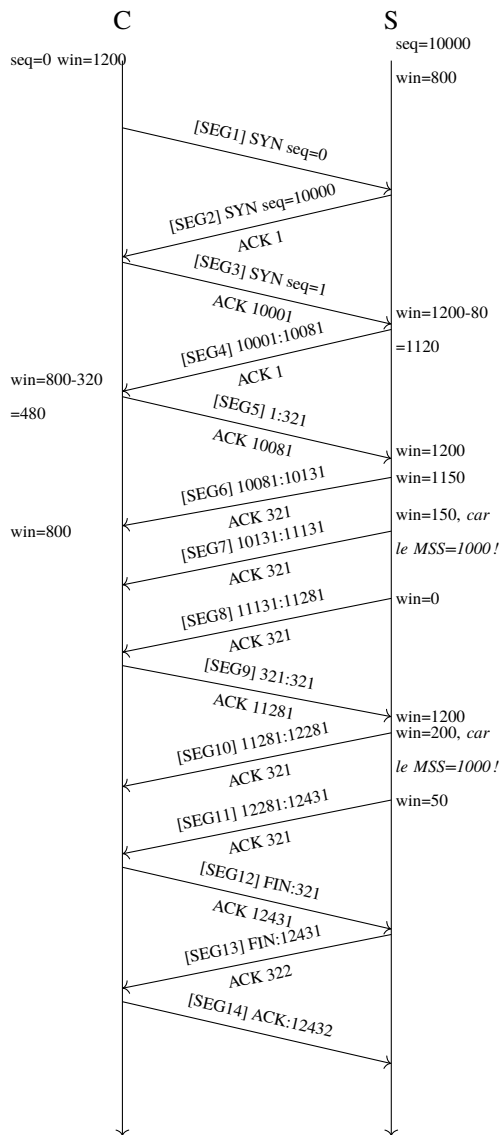 C
S
seq=10000
seq=0 win=1200
win=800
[SEG1] SYN seq=0
[SEG2] SYN seq=10000
ACK 1
[SEG3] SYN seq=1
ACK 10001
win=1200-80
=1120
[SEG4] 10001:10081
ACK 1
win=800-320
=480
[SEG5] 1:321
ACK 10081
win=1200
win=1150
[SEG6] 10081:10131
ACK 321
win=800
win=150, car
le MSS=1000 !
[SEG7] 10131:11131
ACK 321
win=0
[SEG8] 11131:11281
ACK 321
[SEG9] 321:321
ACK 11281
win=1200
win=200, car
le MSS=1000 !
[SEG10] 11281:12281
ACK 321
win=50
[SEG11] 12281:12431
ACK 321
[SEG12] FIN:321
ACK 12431
[SEG13] FIN:12431
ACK 322
[SEG14] ACK:12432